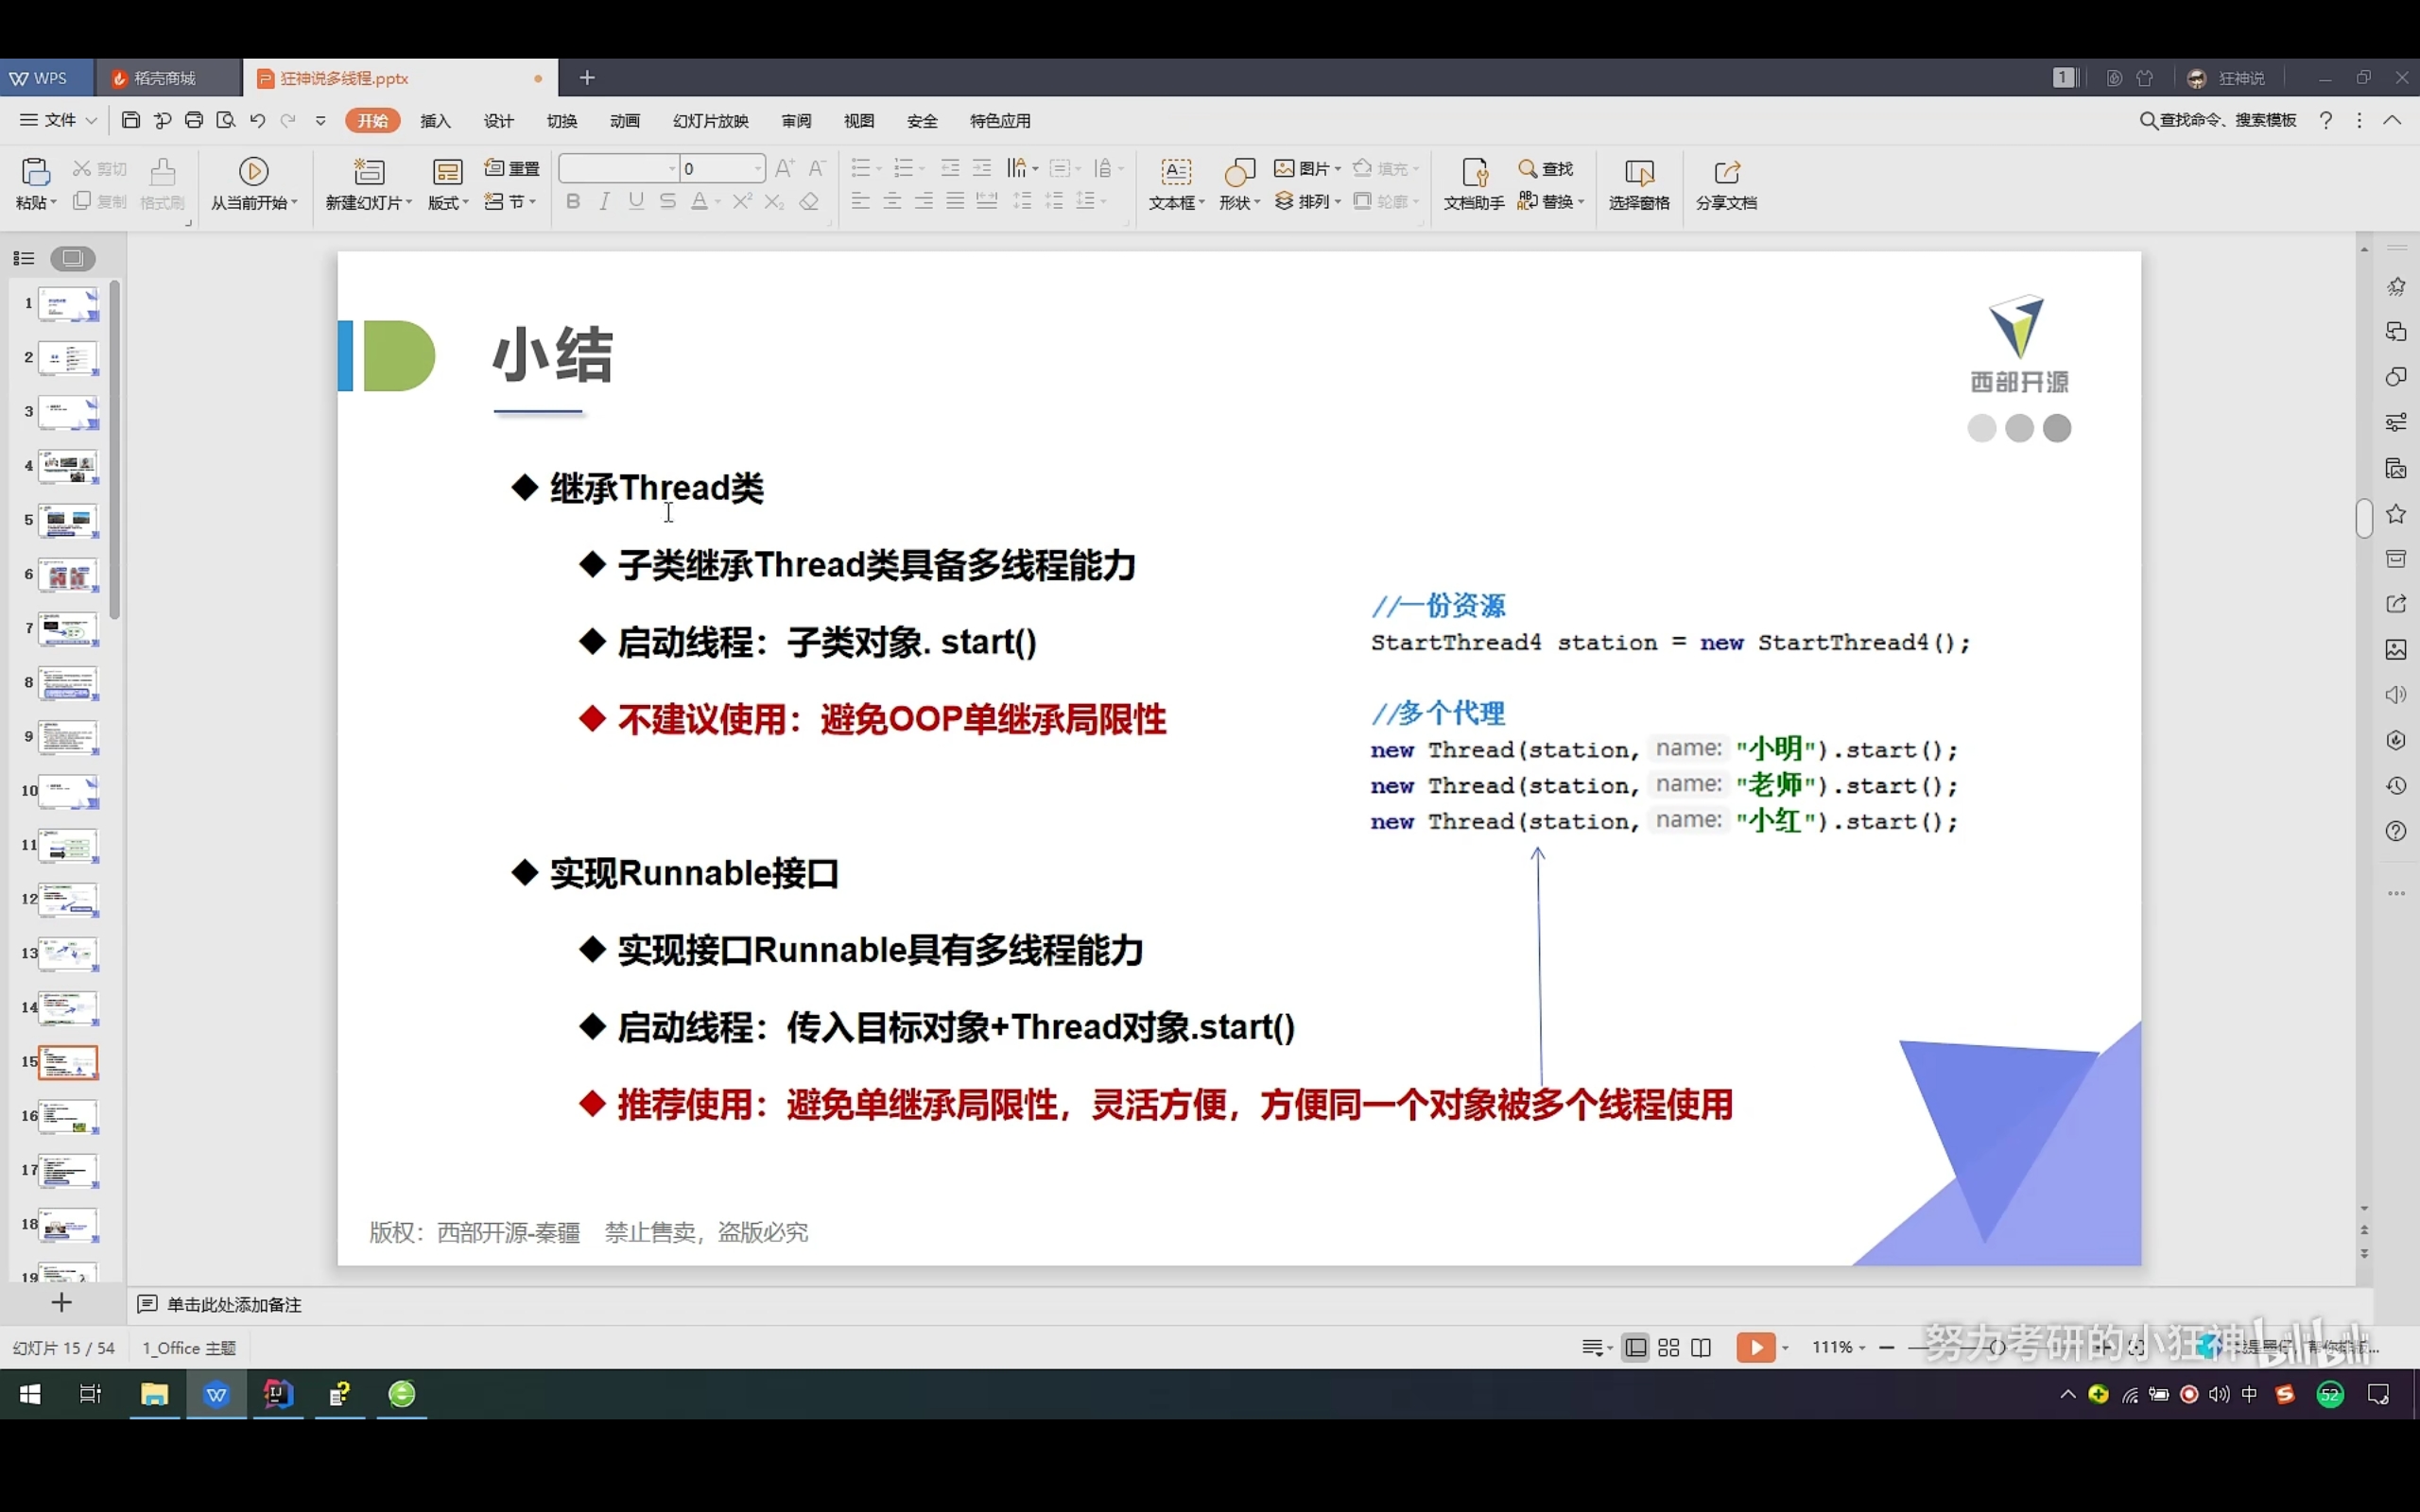 WPS 稻壳商城 狂神说多线程.pptx 1 狂神说
文件 开始 插入 设计 切换 动画 幻灯片放映 审阅 视图 安全 特色应用 查找命令、搜索模板
粘贴 剪切 复制 格式刷 从当前开始 新建幻灯片 版式 重置 节 0 文本框 形状 图片 排列 填充 轮廓 文档助手 查找 替换 选择窗格 分享文档
1
2
3
4
5
6
7
8
9
10
11
12
13
14
15
16
17
18
19
小结
西部开源
继承Thread类
子类继承Thread类具备多线程能力
启动线程：子类对象. start()
不建议使用：避免OOP单继承局限性
//一份资源
StartThread4 station = new StartThread4();
//多个代理
new Thread(station, name: "小明").start();
new Thread(station, name: "老师").start();
new Thread(station, name: "小红").start();
实现Runnable接口
实现接口Runnable具有多线程能力
启动线程：传入目标对象+Thread对象.start()
推荐使用：避免单继承局限性，灵活方便，方便同一个对象被多个线程使用
版权：西部开源-秦疆 禁止售卖，盗版必究
单击此处添加备注
幻灯片 15 / 54 1_Office 主题 111%
努力考研的小狂神 bilibili
中 52